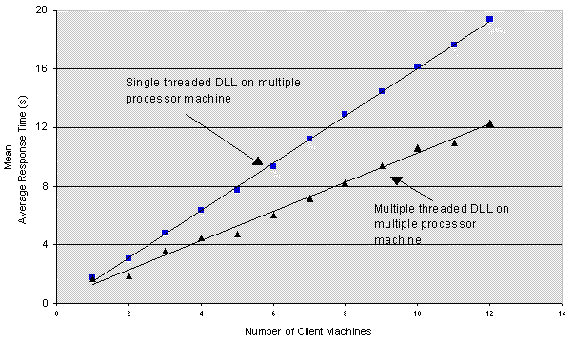 20
16
12
8
4
0
Mean
Average Response Time (s)
Single threaded DLL on multiple
processor machine
Multiple threaded DLL on
multiple processor
machine
0 2 4 6 8 10 12 14
Number of Client Machines